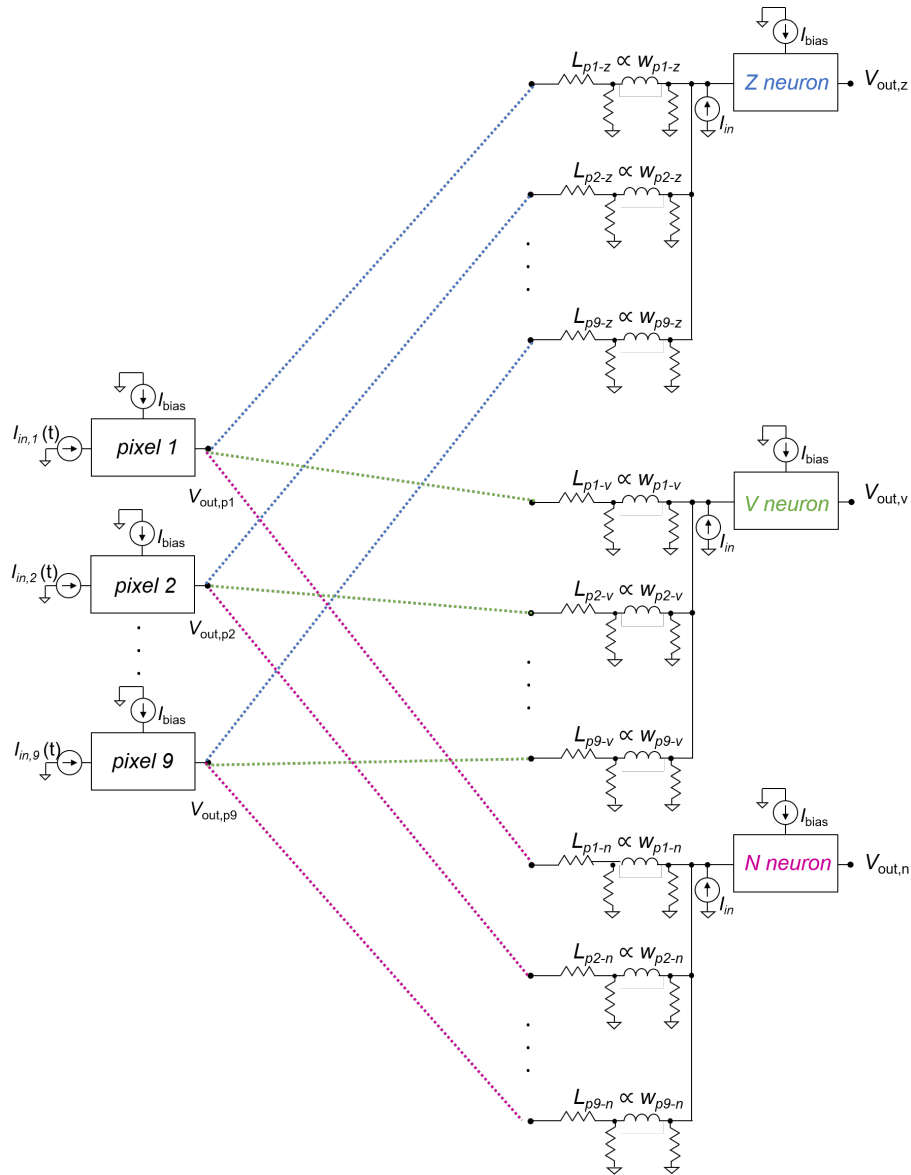 I_bias
L_p1-z ∝ w_p1-z
Z neuron
V_out,z
I_in
L_p2-z ∝ w_p2-z
L_p9-z ∝ w_p9-z
I_bias
I_in,1 (t)
pixel 1
V_out,p1
I_bias
L_p1-v ∝ w_p1-v
V neuron
V_out,v
I_in
I_bias
I_in,2 (t)
pixel 2
V_out,p2
L_p2-v ∝ w_p2-v
I_bias
I_in,9 (t)
pixel 9
V_out,p9
L_p9-v ∝ w_p9-v
I_bias
L_p1-n ∝ w_p1-n
N neuron
V_out,n
I_in
L_p2-n ∝ w_p2-n
L_p9-n ∝ w_p9-n